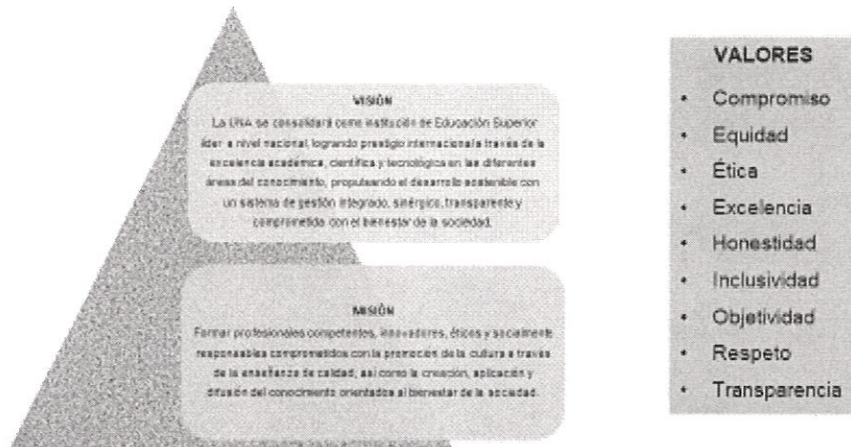 VISIÓN
La UNA se consolidará como institución de Educación Superior
líder a nivel nacional, logrando prestigio internacional a través de la
excelencia académica, científica y tecnológica en las diferentes
áreas del conocimiento, propulsando el desarrollo sostenible con
un sistema de gestión integrado, sinérgico, transparente y
comprometida con el bienestar de la sociedad.
MISIÓN
Formar profesionales competentes, innovadores, éticos y socialmente
responsables comprometidos con la promoción de la cultura a través
de la enseñanza de calidad; así como la creación, aplicación y
difusión del conocimiento orientados al bienestar de la sociedad.
VALORES
• Compromiso
• Equidad
• Ética
• Excelencia
• Honestidad
• Inclusividad
• Objetividad
• Respeto
• Transparencia